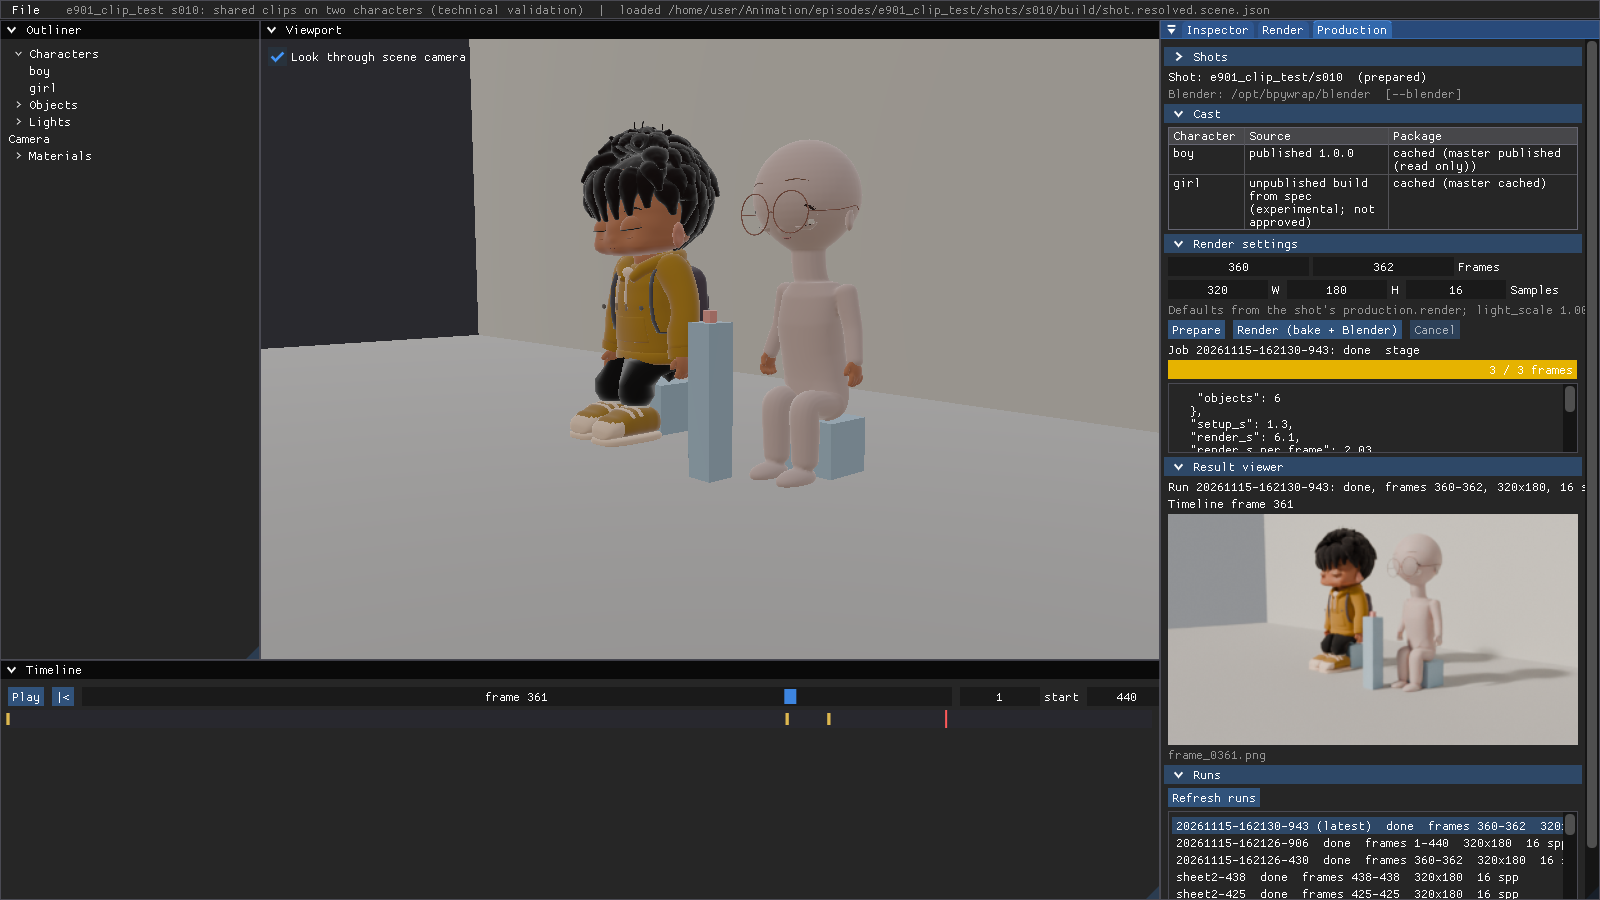 File e901_clip_test s010: shared clips on two characters (technical validation) | loaded /home/user/Animation/episodes/e901_clip_test/shots/s010/build/shot.resolved.scene.json
Outliner
Characters
boy
girl
Objects
Lights
Camera
Materials
Viewport
Look through scene camera
Timeline
Play |< frame 361 1 start 440
Inspector Render Production
Shots
Shot: e901_clip_test/s010 (prepared)
Blender: /opt/bpywrap/blender [--blender]
Cast
Character Source Package
boy published 1.0.0 cached (master published
(read only))
girl unpublished build cached (master cached)
from spec
(experimental; not
approved)
Render settings
360 362 Frames
320 W 180 H 16 Samples
Defaults from the shot's production.render; light_scale 1.00
Prepare Render (bake + Blender) Cancel
Job 20261115-162130-943: done stage
3 / 3 frames
"objects": 6
},
"setup_s": 1.3,
"render_s": 6.1,
"render_s_per_frame": 2.03
Result viewer
Run 20261115-162130-943: done, frames 360-362, 320x180, 16 s
Timeline frame 361
frame_0361.png
Runs
Refresh runs
20261115-162130-943 (latest) done frames 360-362 320x
20261115-162126-906 done frames 1-440 320x180 16 spp
20261115-162126-430 done frames 360-362 320x180 16
sheet2-438 done frames 438-438 320x180 16 spp
sheet2-425 done frames 425-425 320x180 16 spp